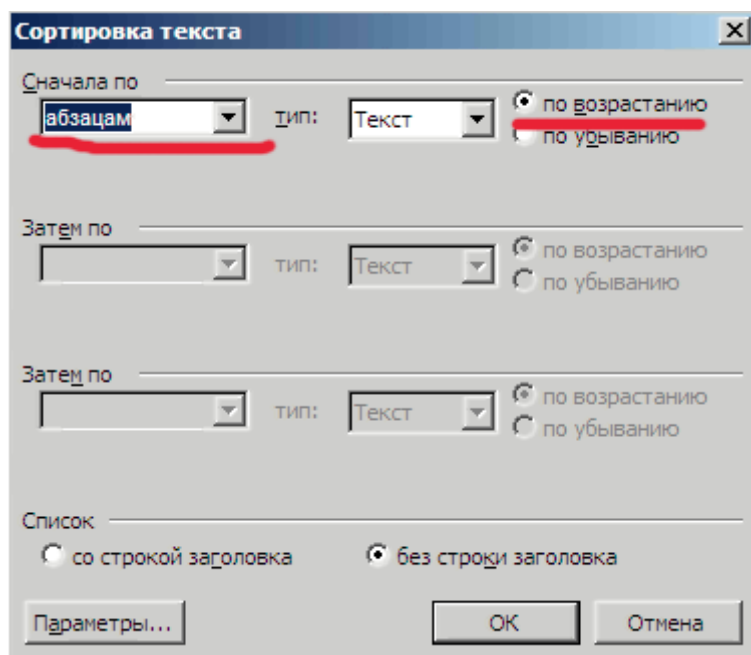 Сортировка текста
Сначала по
абзацам тип: Текст по возрастанию
по убыванию
Затем по
тип: Текст по возрастанию
по убыванию
Затем по
тип: Текст по возрастанию
по убыванию
Список
со строкой заголовка без строки заголовка
Параметры... ОК Отмена